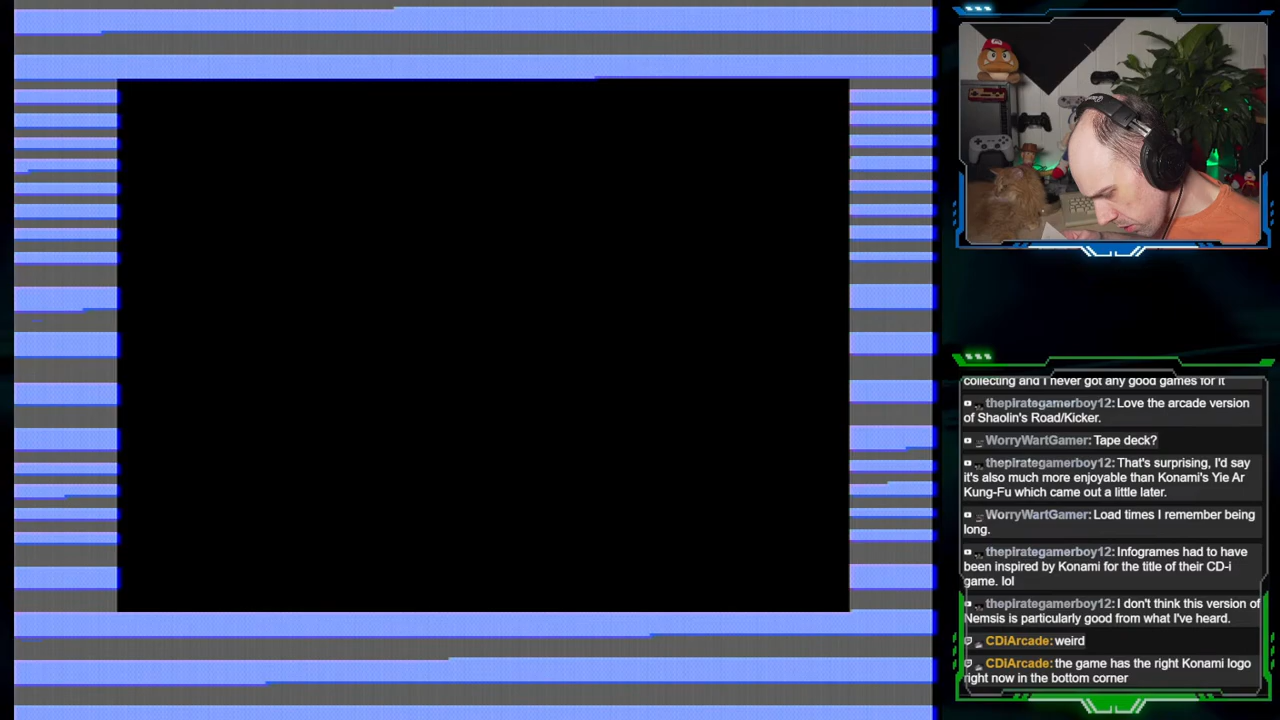 collecting and I never got any good games for it
thepirategamerboy12: Love the arcade version
of Shaolin's Road/Kicker.
WorryWartGamer: Tape deck?
thepirategamerboy12: That's surprising, I'd say
it's also much more enjoyable than Konami's Yie Ar
Kung-Fu which came out a little later.
WorryWartGamer: Load times I remember being
long.
thepirategamerboy12: Infogrames had to have
been inspired by Konami for the title of their CD-i
game. lol
thepirategamerboy12: I don't think this version of
Nemsis is particularly good from what I've heard.
CDiArcade: weird
CDiArcade: the game has the right Konami logo
right now in the bottom corner